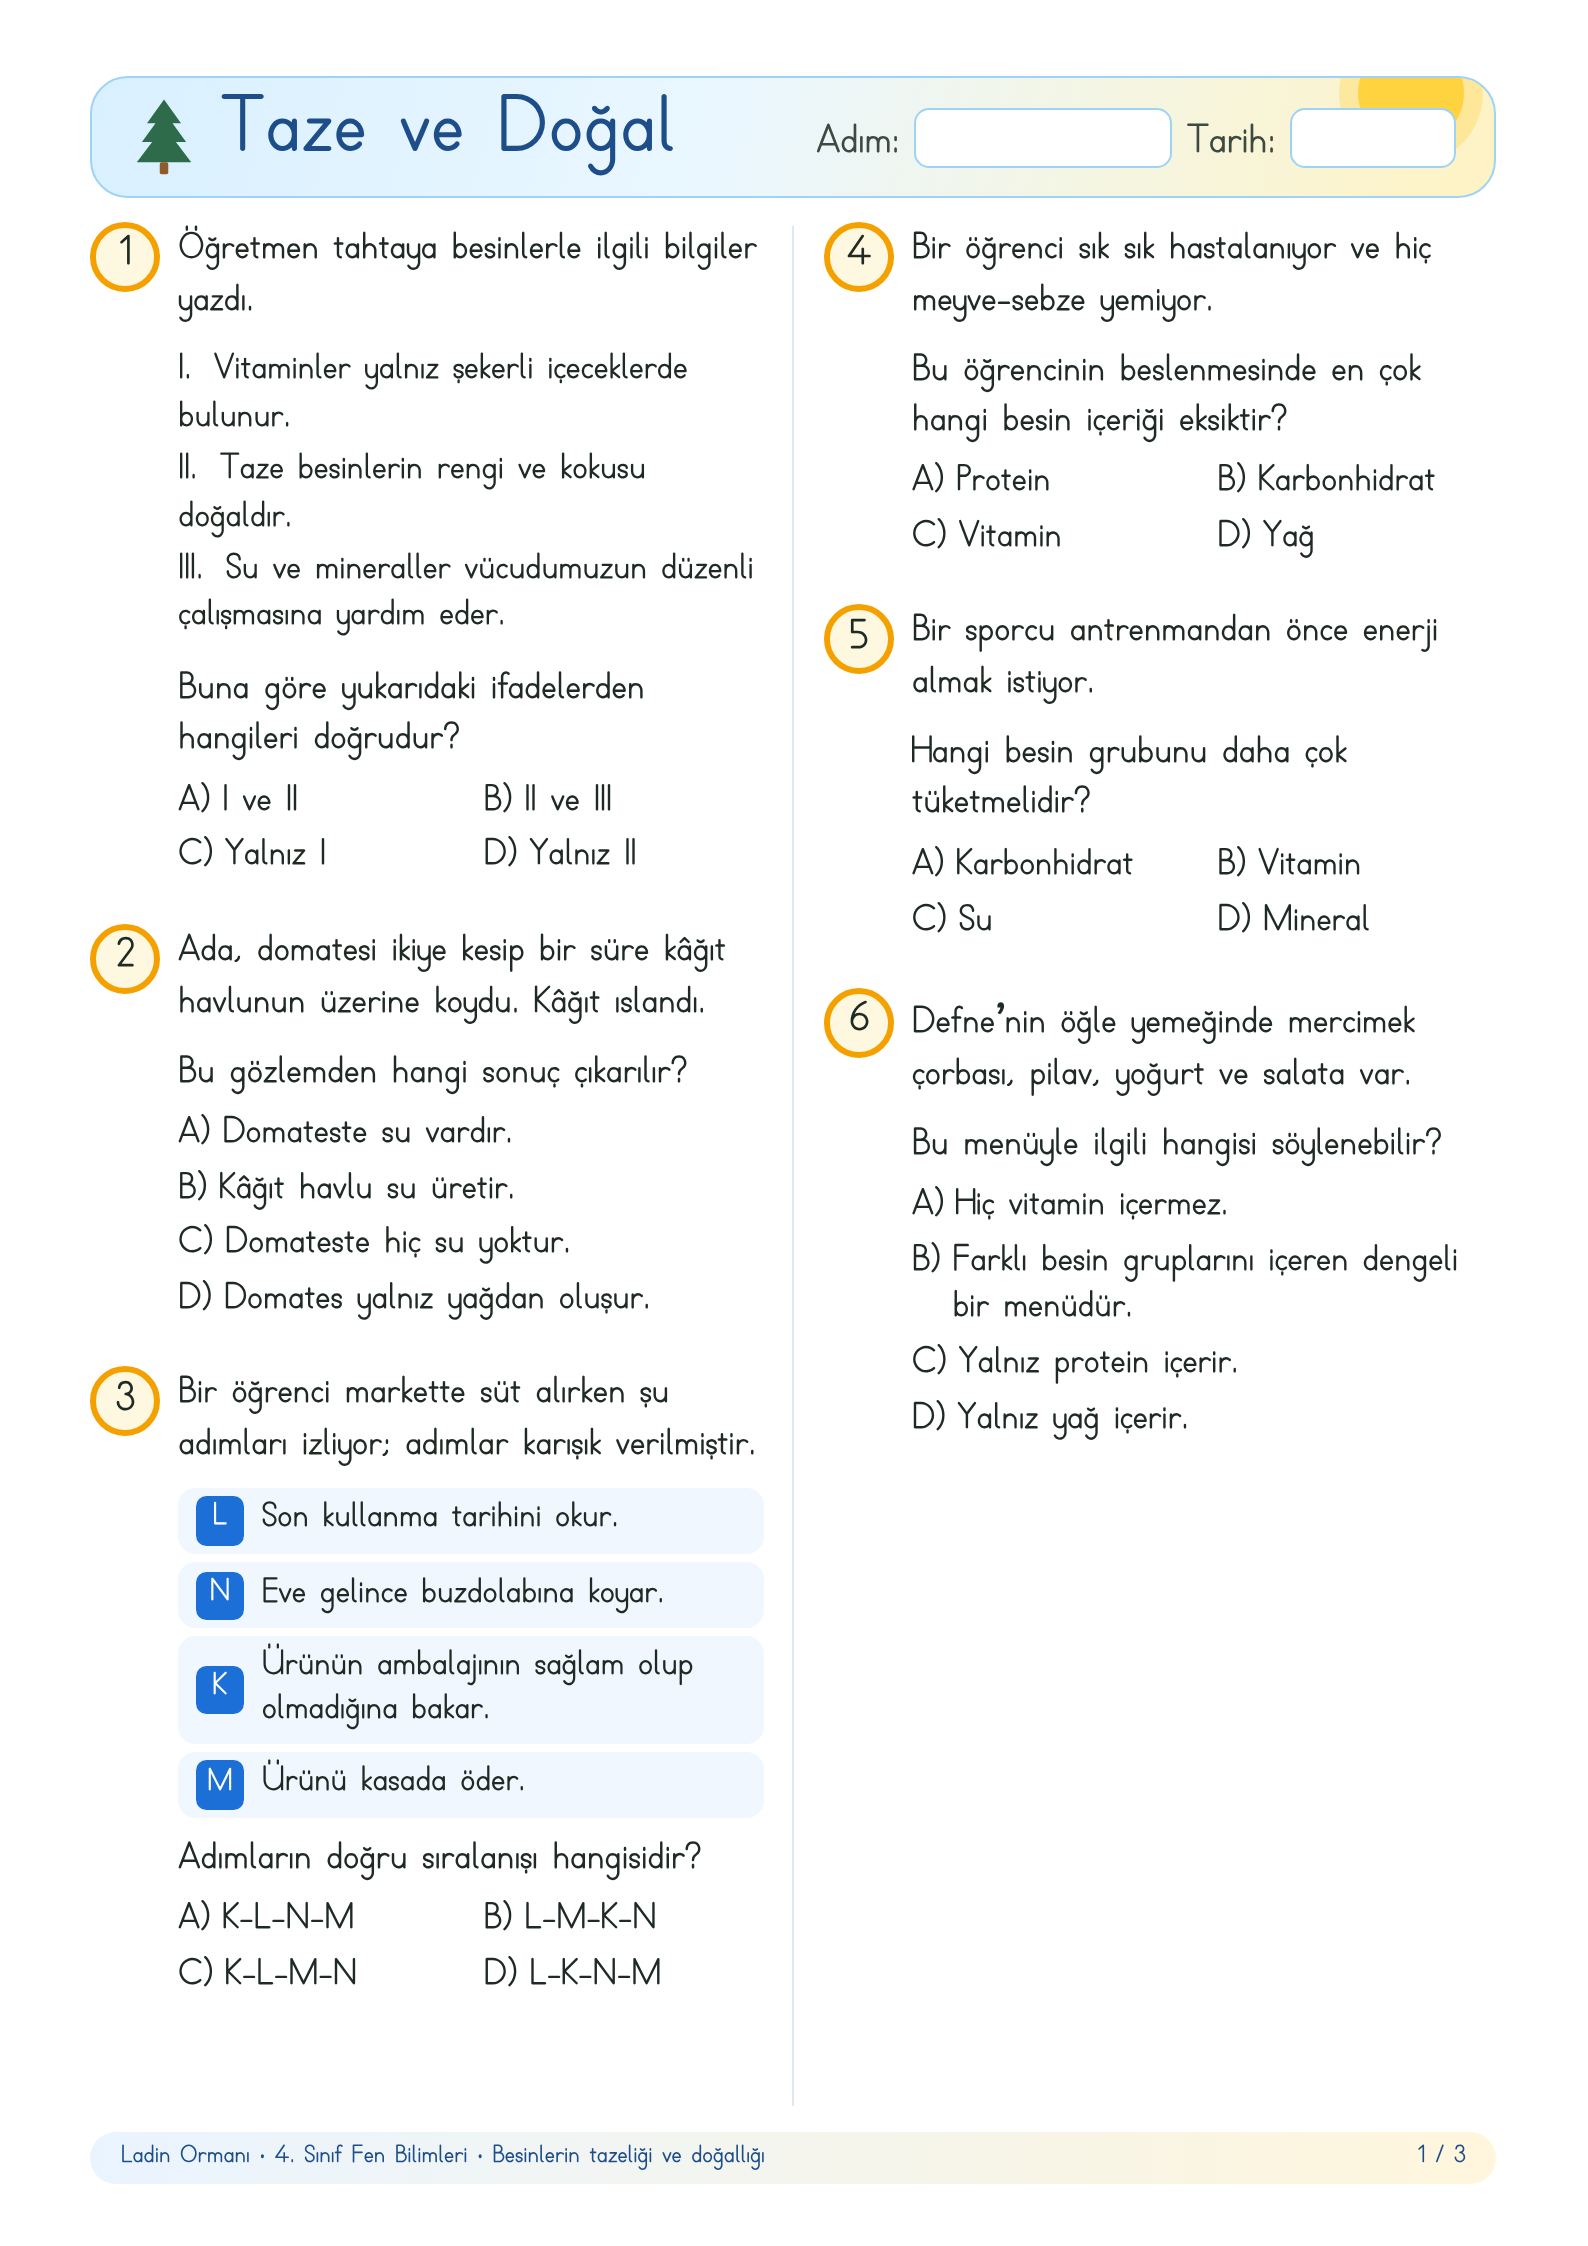 Taze ve Doğal
Adım:
Tarih:
1
Öğretmen tahtaya besinlerle ilgili bilgiler
yazdı.
I. Vitaminler yalnız şekerli içeceklerde
bulunur.
II. Taze besinlerin rengi ve kokusu
doğaldır.
III. Su ve mineraller vücudumuzun düzenli
çalışmasına yardım eder.
Buna göre yukarıdaki ifadelerden
hangileri doğrudur?
A) I ve II
B) II ve III
C) Yalnız I
D) Yalnız II
2
Ada, domatesi ikiye kesip bir süre kâğıt
havlunun üzerine koydu. Kâğıt ıslandı.
Bu gözlemden hangi sonuç çıkarılır?
A) Domateste su vardır.
B) Kâğıt havlu su üretir.
C) Domateste hiç su yoktur.
D) Domates yalnız yağdan oluşur.
3
Bir öğrenci markette süt alırken şu
adımları izliyor; adımlar karışık verilmiştir.
L Son kullanma tarihini okur.
N Eve gelince buzdolabına koyar.
K Ürünün ambalajının sağlam olup
olmadığına bakar.
M Ürünü kasada öder.
Adımların doğru sıralanışı hangisidir?
A) K-L-N-M
B) L-M-K-N
C) K-L-M-N
D) L-K-N-M
4
Bir öğrenci sık sık hastalanıyor ve hiç
meyve-sebze yemiyor.
Bu öğrencinin beslenmesinde en çok
hangi besin içeriği eksiktir?
A) Protein
B) Karbonhidrat
C) Vitamin
D) Yağ
5
Bir sporcu antrenmandan önce enerji
almak istiyor.
Hangi besin grubunu daha çok
tüketmelidir?
A) Karbonhidrat
B) Vitamin
C) Su
D) Mineral
6
Defne’nin öğle yemeğinde mercimek
çorbası, pilav, yoğurt ve salata var.
Bu menüyle ilgili hangisi söylenebilir?
A) Hiç vitamin içermez.
B) Farklı besin gruplarını içeren dengeli
bir menüdür.
C) Yalnız protein içerir.
D) Yalnız yağ içerir.
Ladin Ormanı • 4. Sınıf Fen Bilimleri • Besinlerin tazeliği ve doğallığı
1 / 3